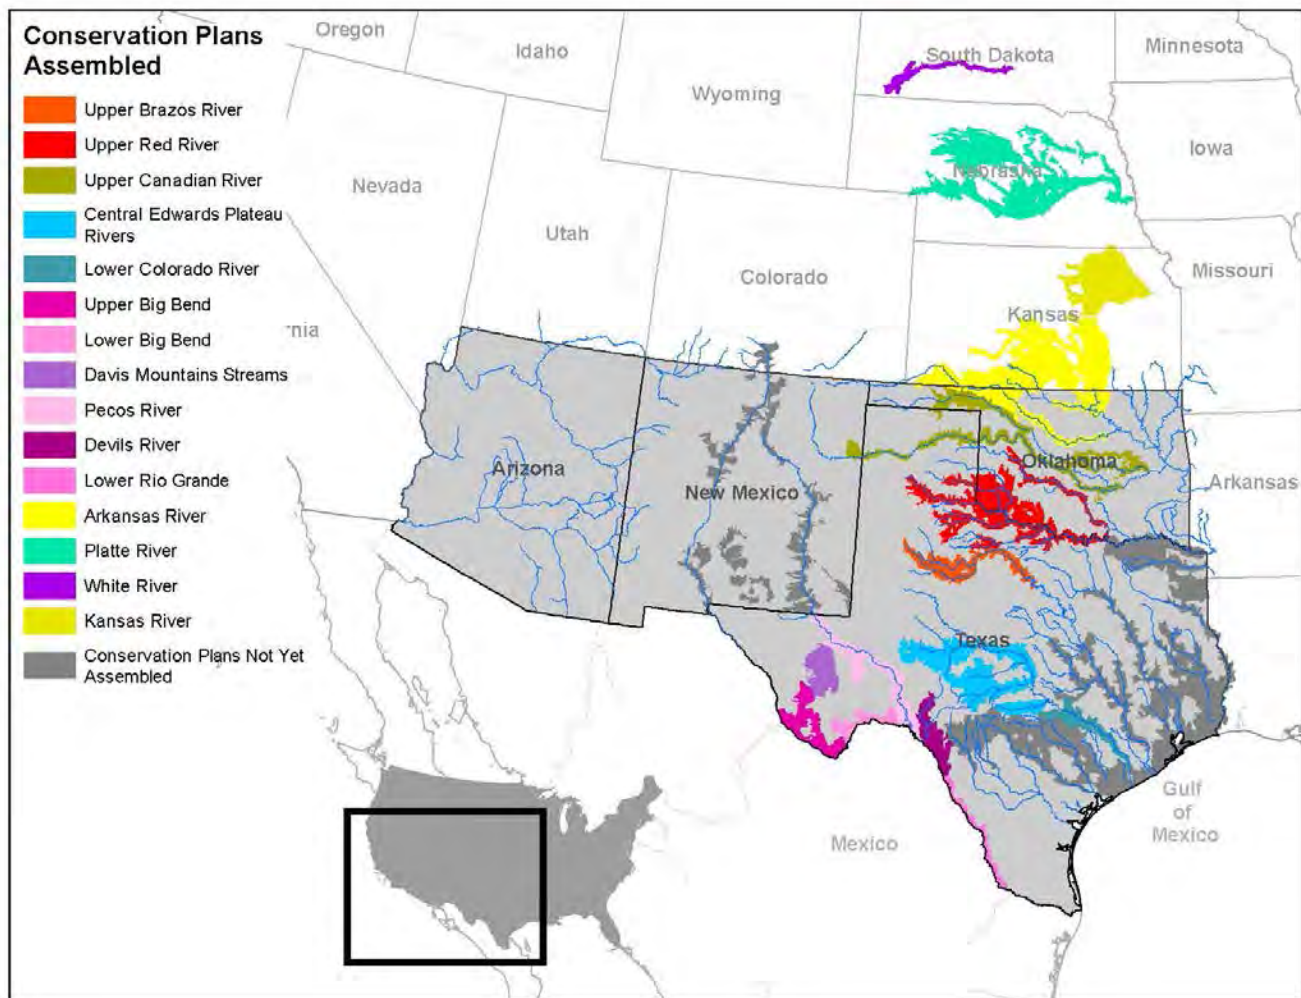 Conservation Plans
Assembled
Upper Brazos River
Upper Red River
Upper Canadian River
Central Edwards Plateau
Rivers
Lower Colorado River
Upper Big Bend
Lower Big Bend
Davis Mountains Streams
Pecos River
Devils River
Lower Rio Grande
Arkansas River
Platte River
White River
Kansas River
Conservation Plans Not Yet
Assembled
Oregon
Idaho
Wyoming
South Dakota
Minnesota
Iowa
Nebraska
Nevada
Utah
Colorado
Kansas
Missouri
rnia
Arizona
New Mexico
Oklahoma
Arkansas
Texas
Mexico
Gulf
of
Mexico